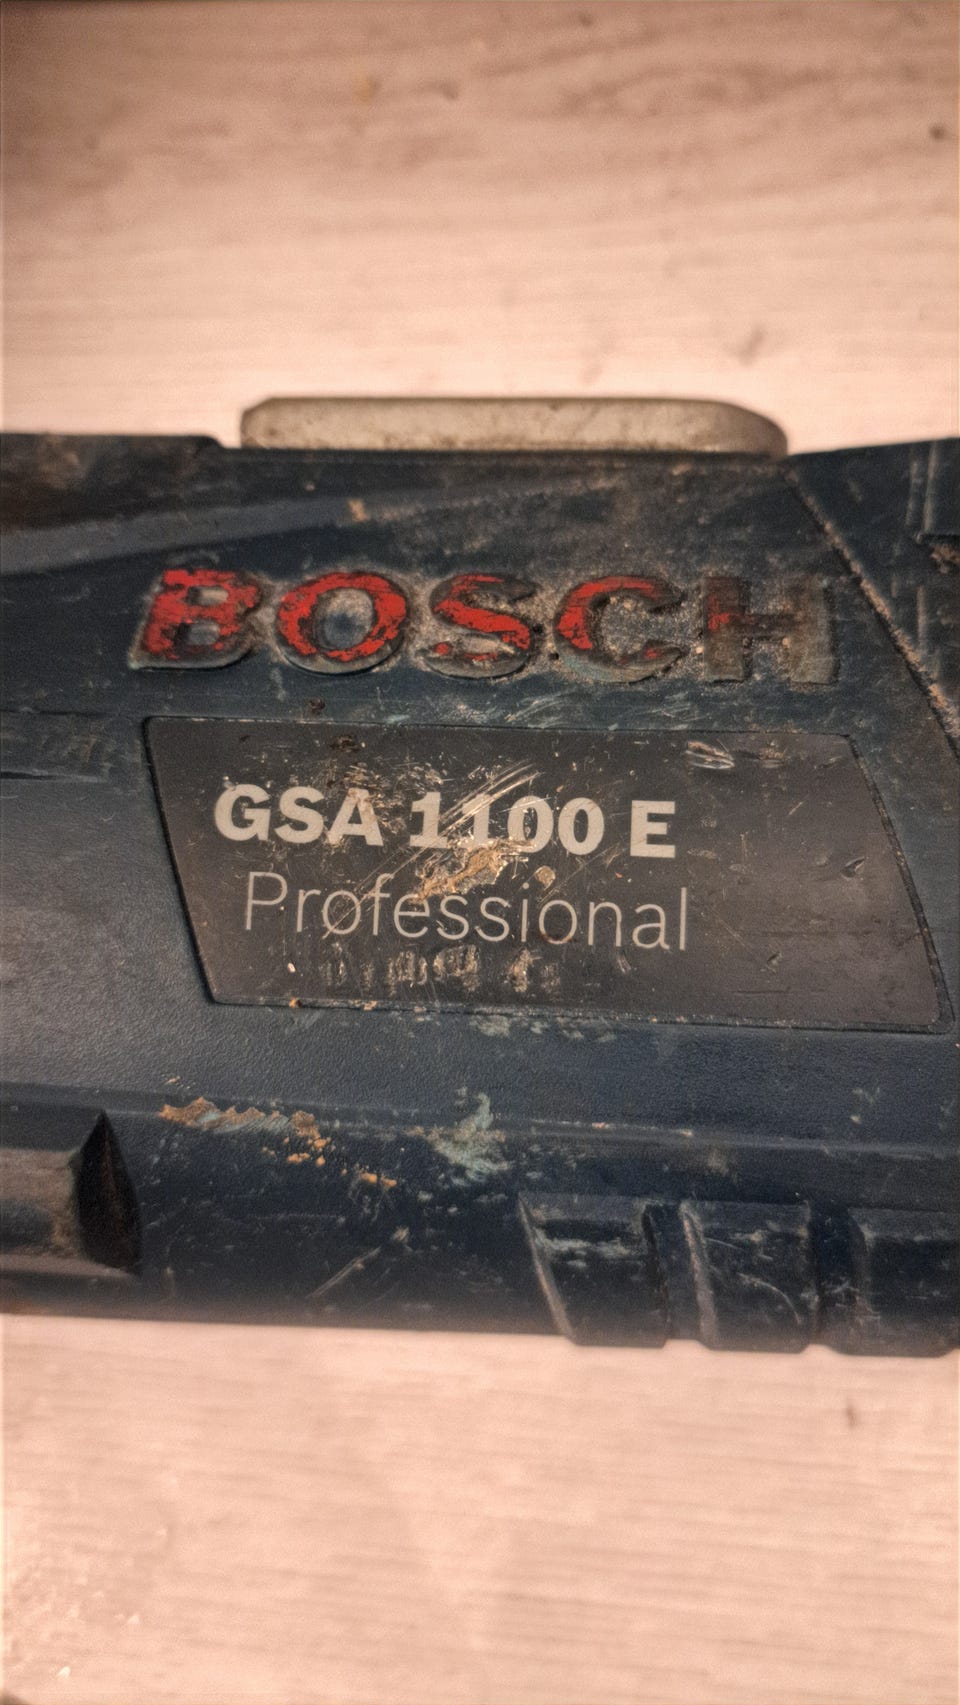 BOSCH
GSA 1100 E
Professional